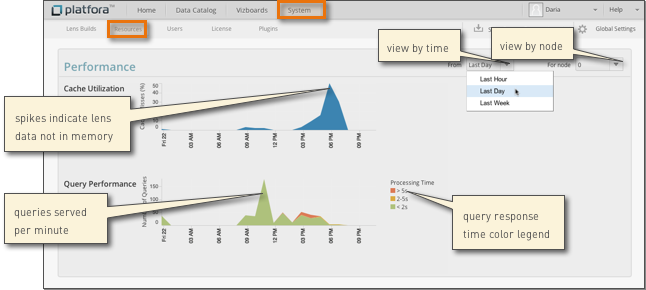 platfora™ Home Data Catalog Vizboards System Dana Help
Lens Builds Resources Users License Plugins S Global Settings
view by time
view by node
Performance
From Last Day For node 0
Last Hour
Last Day
Last Week
Cache Utilization
50
40
30
20
10
0
Fri 22 03 AM 06 AM 09 AM 12 PM 03 PM 06 PM 09 PM
spikes indicate lens
data not in memory
Query Performance
Number of Queries
150
100
50
0
Fri 22 03 AM 06 AM 09 AM 12 PM 03 PM 06 PM 09 PM
queries served
per minute
Processing Time
> 5s
2-5s
< 2s
query response
time color legend